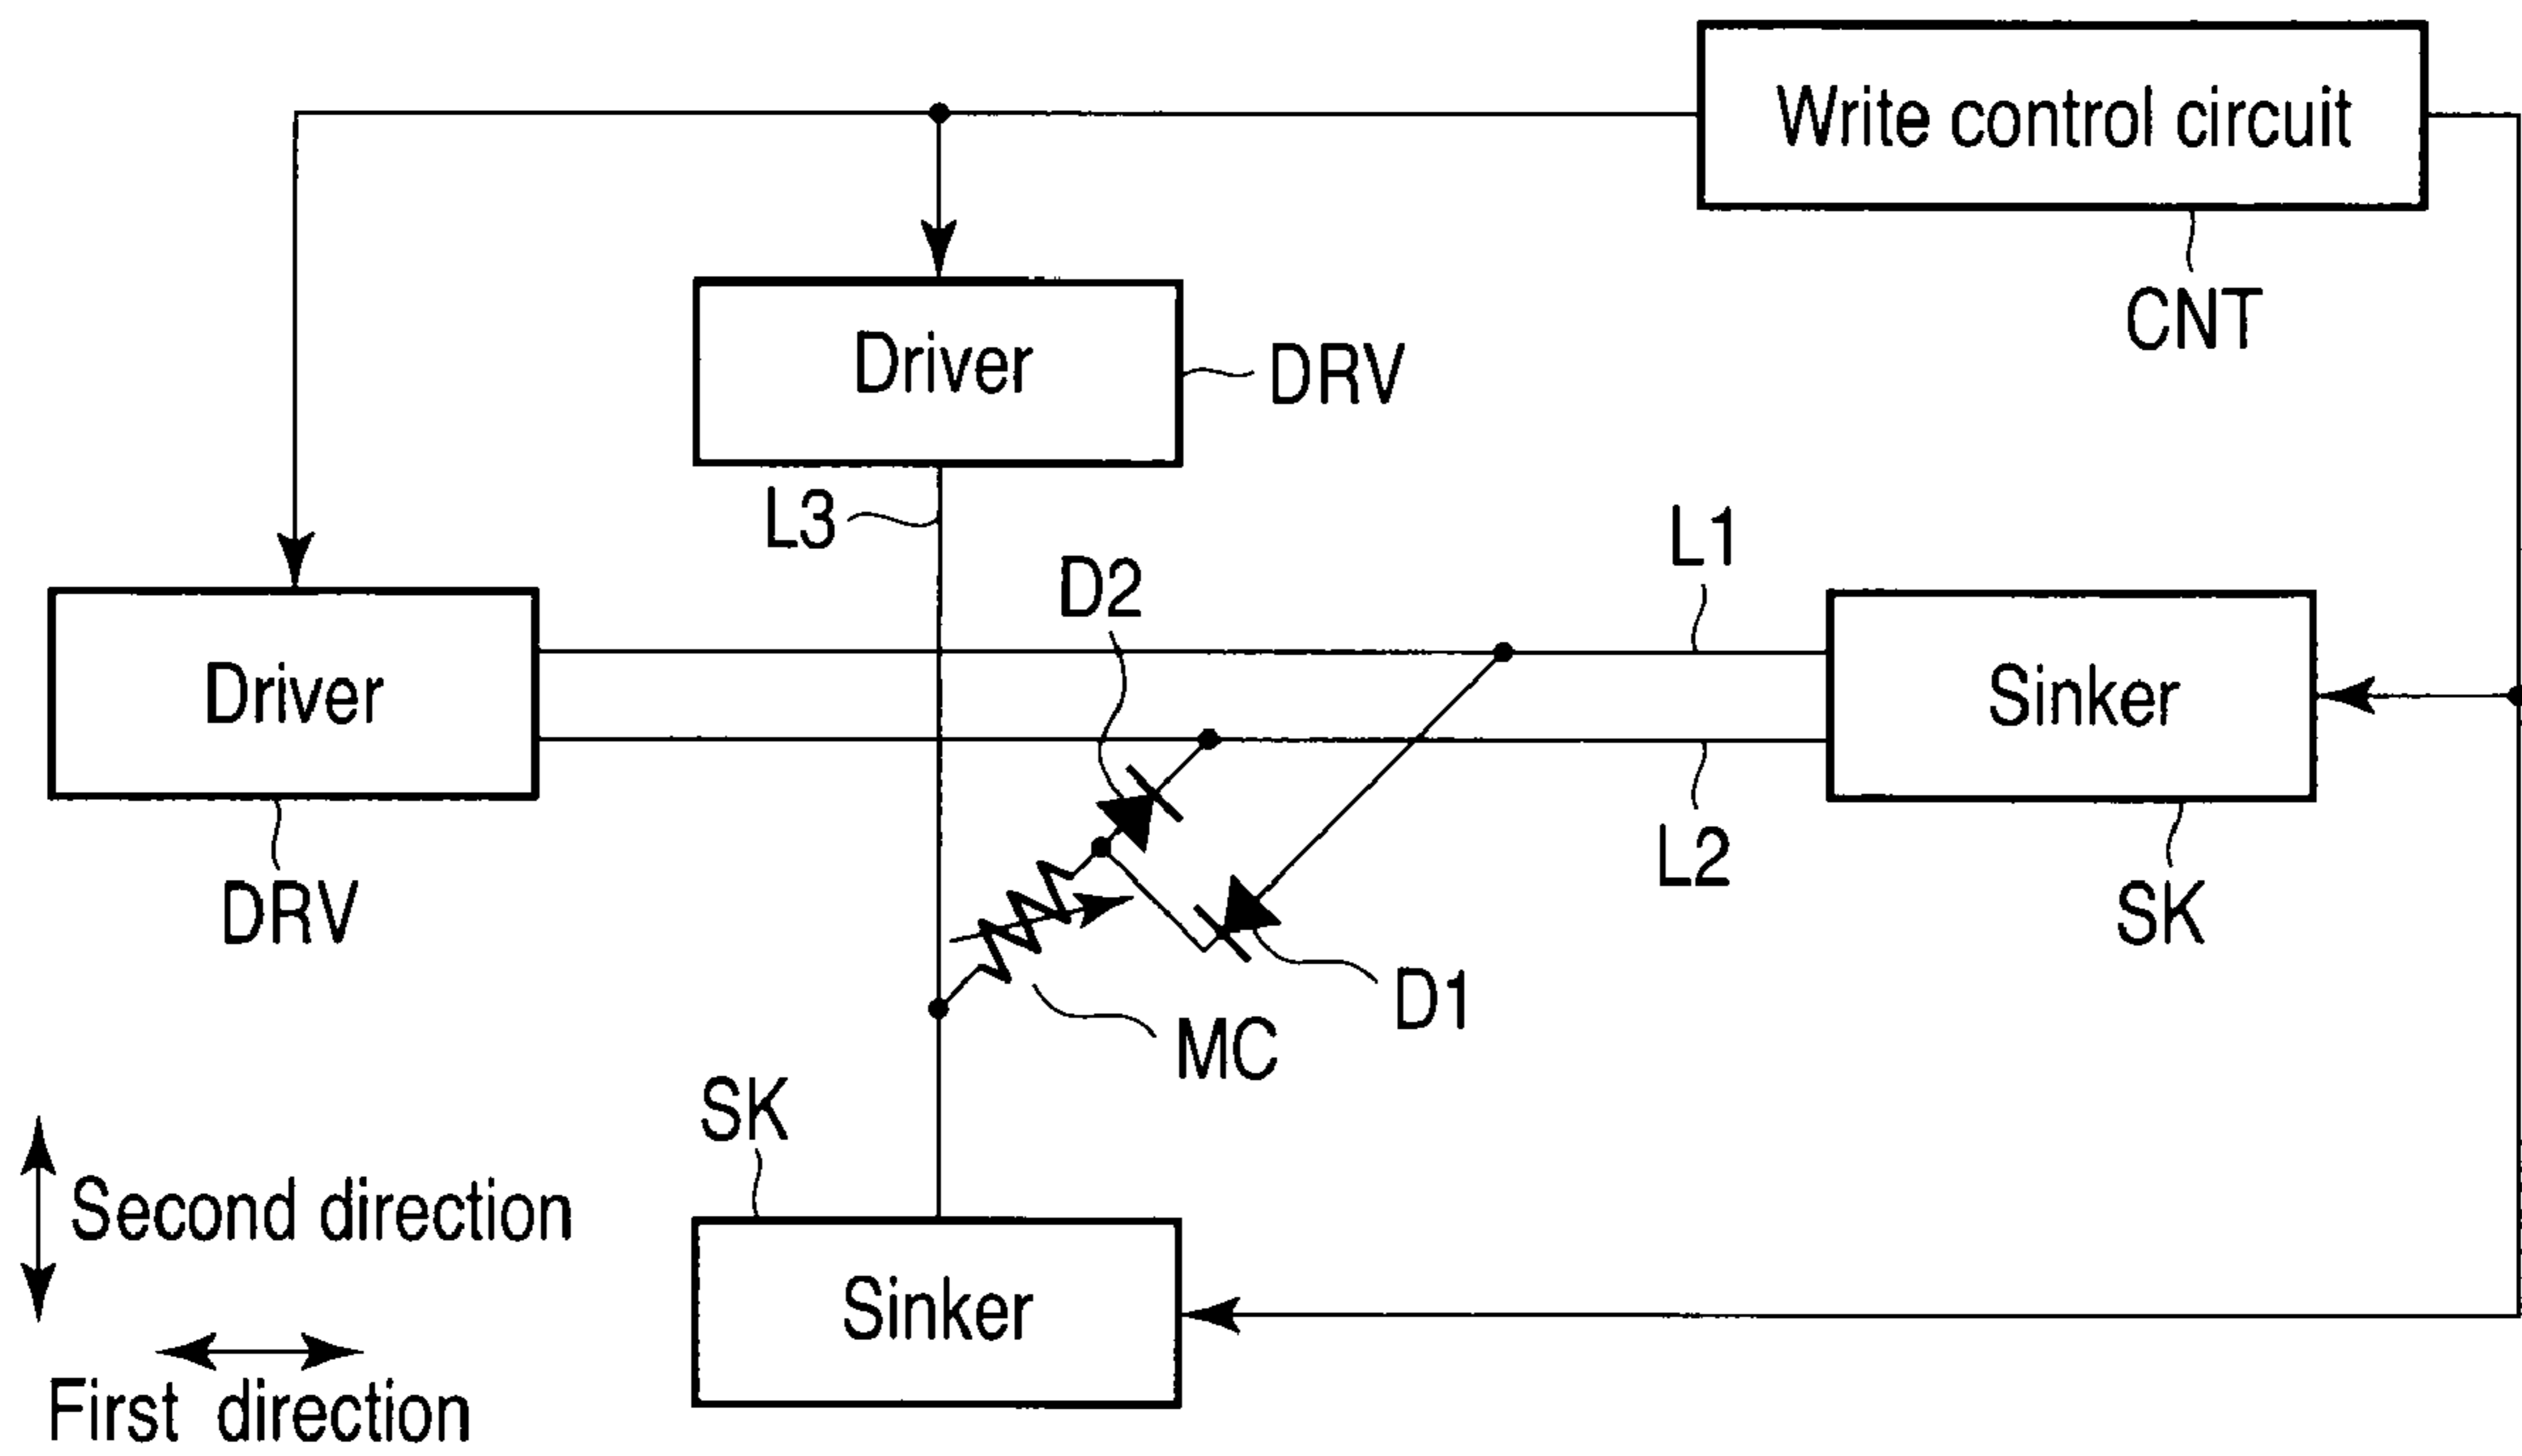 Write control circuit
CNT
Driver
DRV
L3
D2
L1
Driver
Sinker
DRV
L2
SK
D1
MC
SK
Second direction
Sinker
First direction